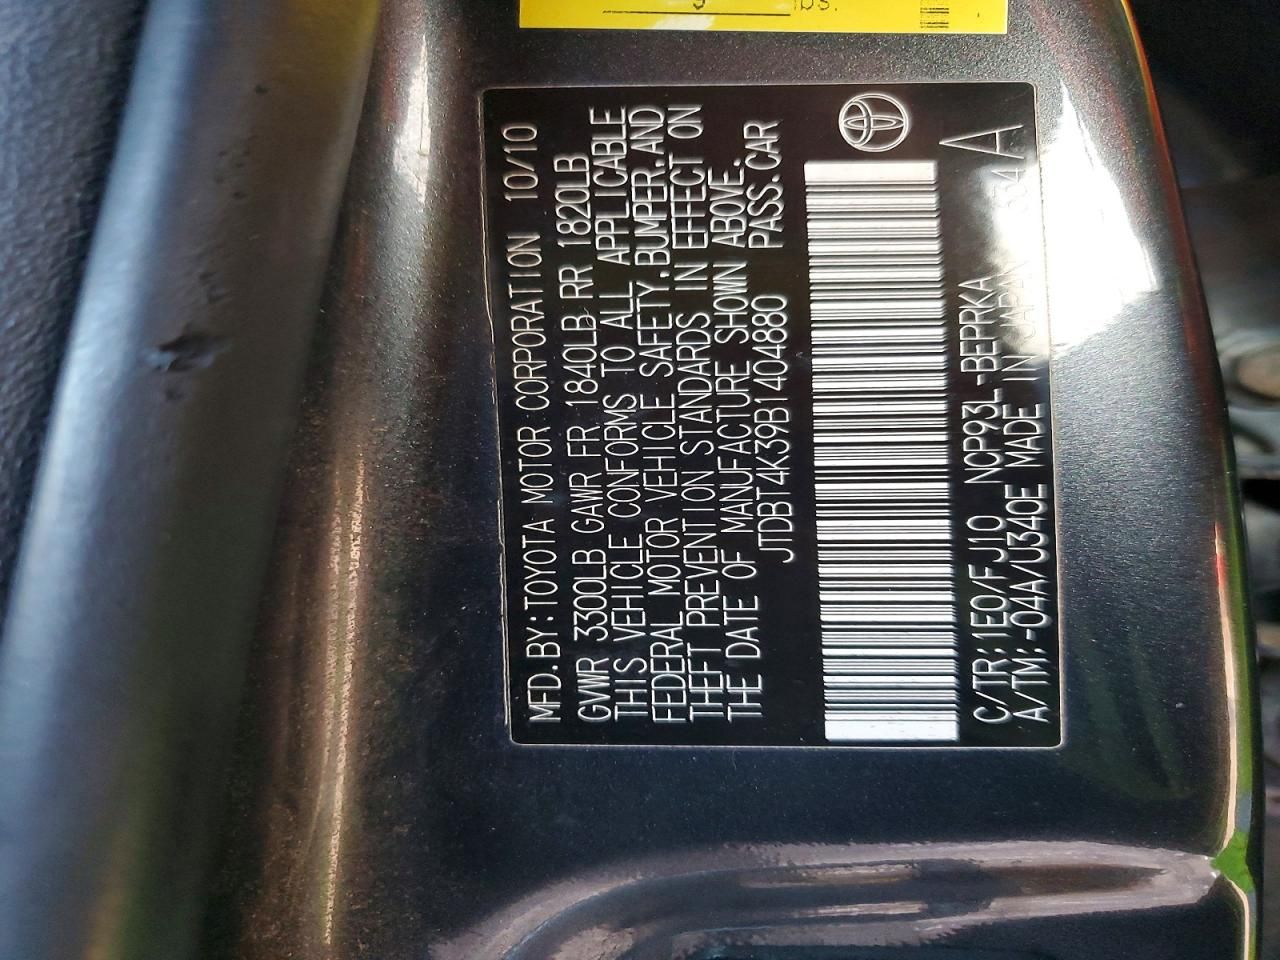 lbs.
MFD.BY:TOYOTA MOTOR CORPORATION 10/10
GVWR 3300LB GAWR FR 1840LB RR 1820LB
THIS VEHICLE CONFORMS TO ALL APPLICABLE
FEDERAL MOTOR VEHICLE SAFETY,BUMPER,AND
THEFT PREVENTION STANDARDS IN EFFECT ON
THE DATE OF MANUFACTURE SHOWN ABOVE.
JTDBT4K39B1404880 PASS.CAR
C/TR:1E0/FJ10 NCP93L-BEPRKA
A/TM:-04A/U340E MADE IN JAPAN
A